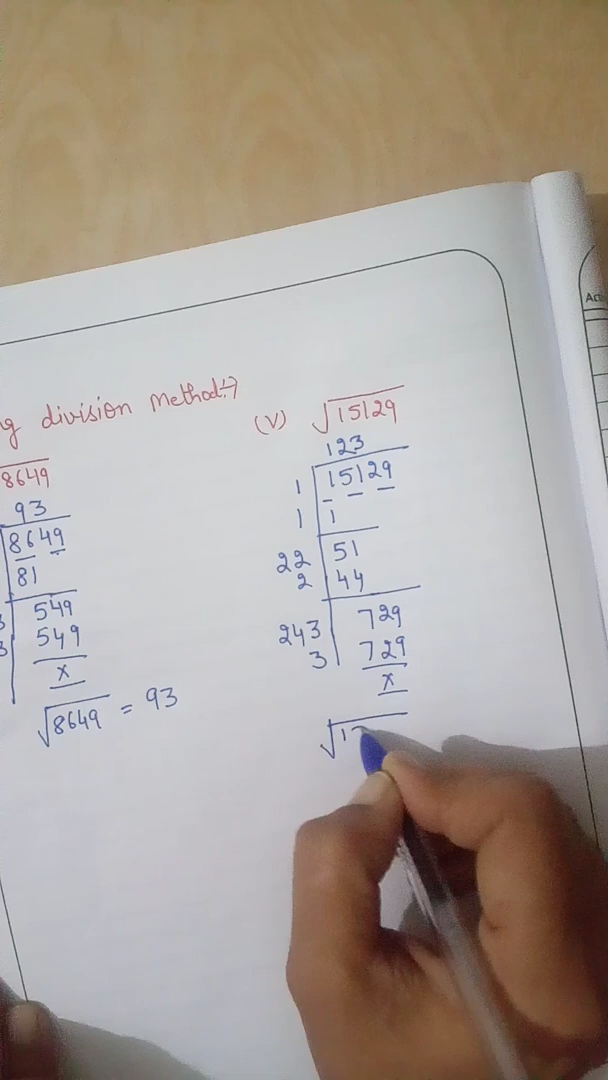 division Method:→
8649
93
8649
81
549
549
x
√8649 = 93
(V) √15129
123
1 15129
1 1
22 51
2 44
243 729
3 729
x
√1